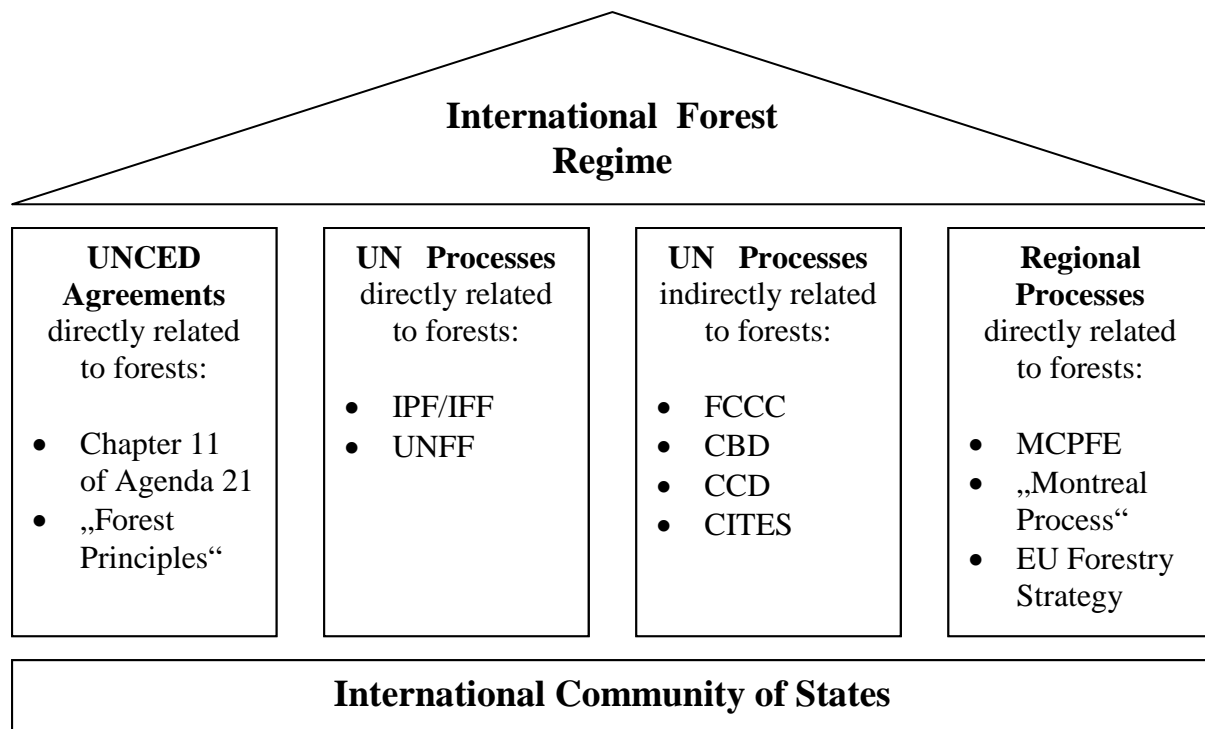 International Forest
Regime
UNCED
Agreements
directly related
to forests:
• Chapter 11
of Agenda 21
• „Forest
Principles“
UN Processes
directly related
to forests:
• IPF/IFF
• UNFF
UN Processes
indirectly related
to forests:
• FCCC
• CBD
• CCD
• CITES
Regional
Processes
directly related
to forests:
• MCPFE
• „Montreal
Process“
• EU Forestry
Strategy
International Community of States